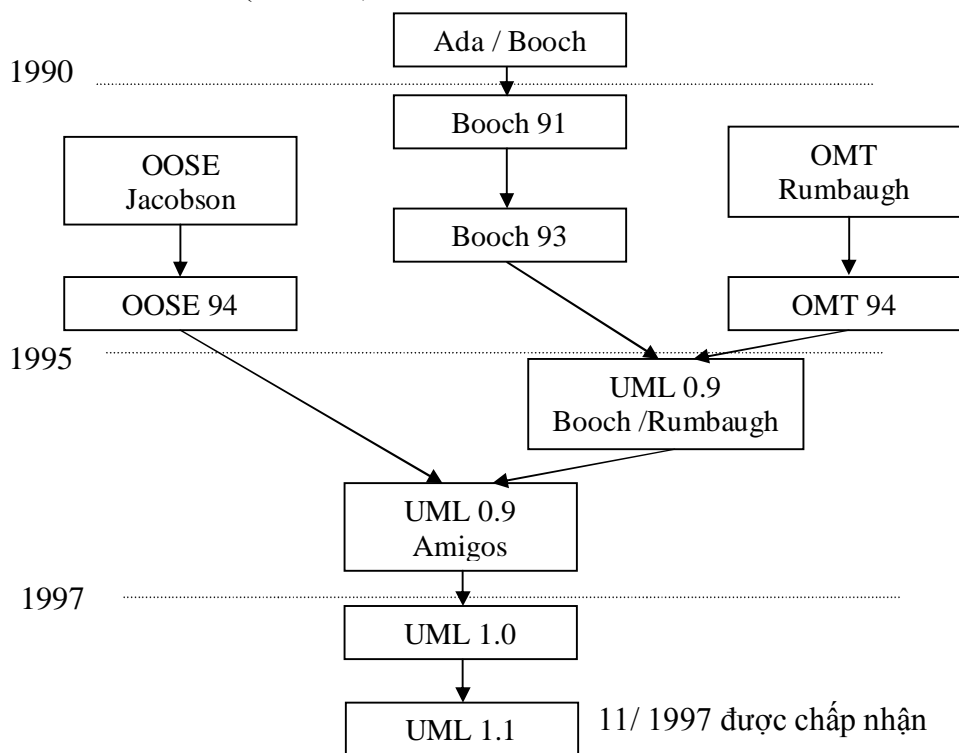 Ada / Booch
1990
Booch 91
OOSE
Jacobson
OMT
Rumbaugh
Booch 93
OOSE 94
OMT 94
1995
UML 0.9
Booch /Rumbaugh
UML 0.9
Amigos
1997
UML 1.0
UML 1.1
11/ 1997 được chấp nhận